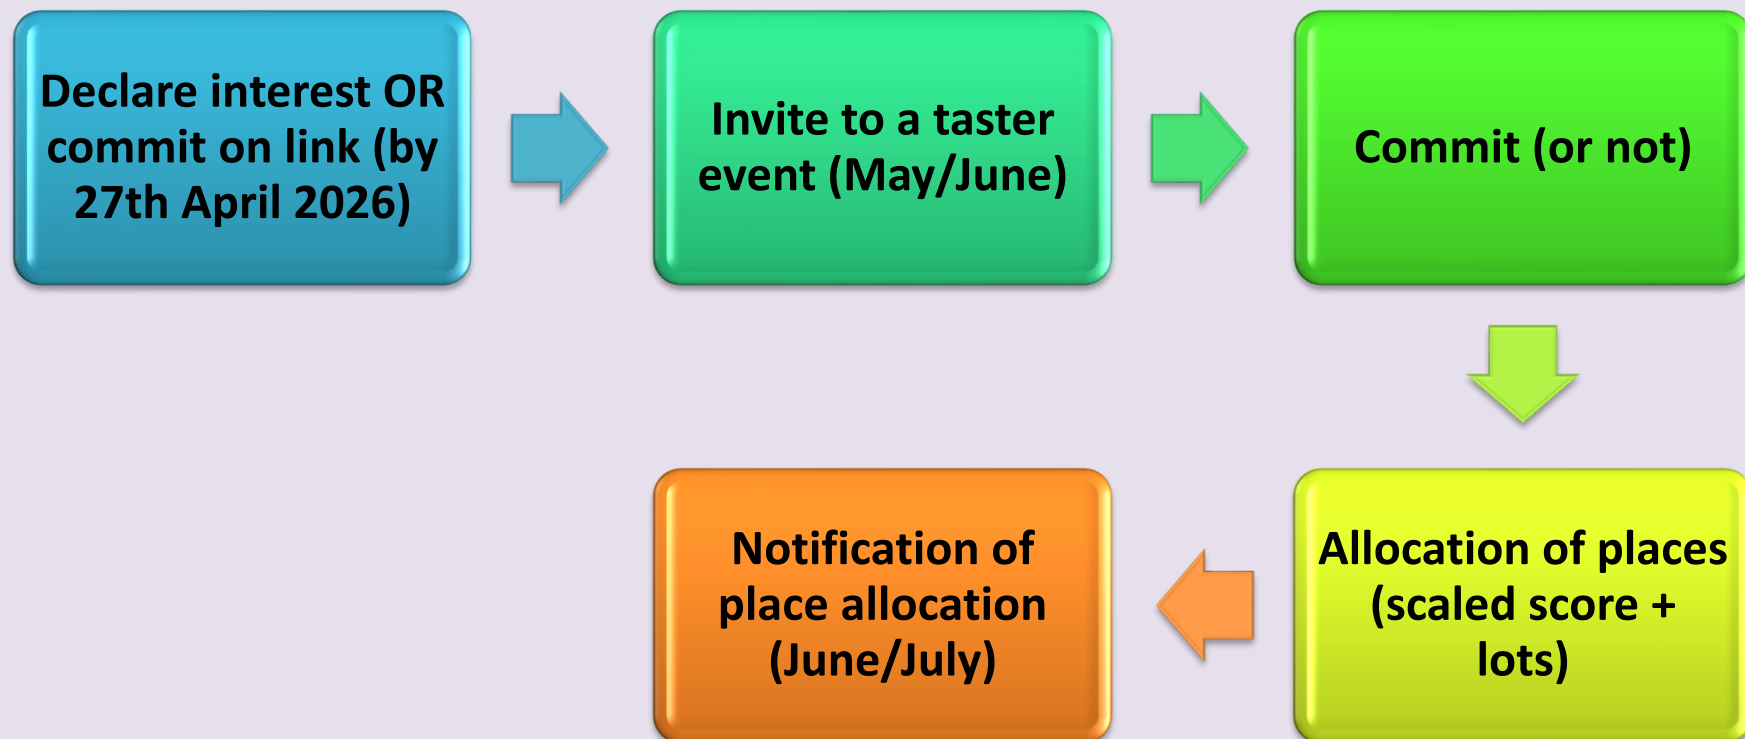 Declare interest OR
commit on link (by
27th April 2026)
Invite to a taster
event (May/June)
Commit (or not)
Allocation of places
(scaled score +
lots)
Notification of
place allocation
(June/July)